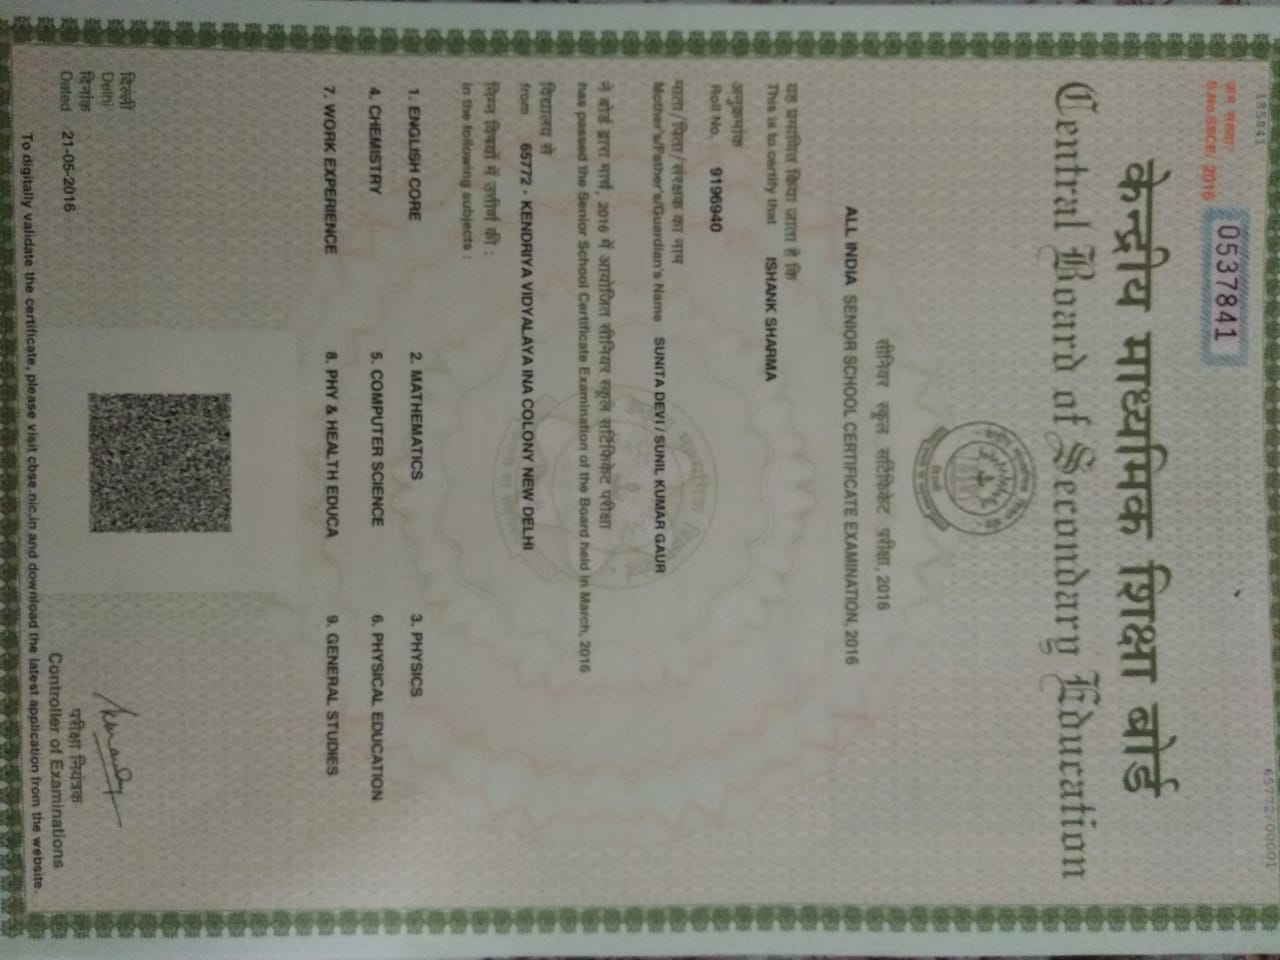 185841
65772/00001
क्रम संख्या
S.No.SSCE/ 2016 0537841
केन्द्रीय माध्यमिक शिक्षा बोर्ड
Central Board of Secondary Education
सीनियर स्कूल सर्टिफिकेट परीक्षा, 2016
ALL INDIA SENIOR SCHOOL CERTIFICATE EXAMINATION, 2016
यह प्रमाणित किया जाता है कि
This is to certify that ISHANK SHARMA
अनुक्रमांक
Roll No. 9196940
माता/पिता/संरक्षक का नाम
Mother's/Father's/Guardian's Name SUNITA DEVI / SUNIL KUMAR GAUR
ने बोर्ड द्वारा मार्च, 2016 में आयोजित सीनियर स्कूल सर्टिफिकेट परीक्षा
has passed the Senior School Certificate Examination of the Board held in March, 2016
विद्यालय से
from 65772 - KENDRIYA VIDYALAYA INA COLONY NEW DELHI
निम्न विषयों में उत्तीर्ण की :
in the following subjects :
1. ENGLISH CORE 2. MATHEMATICS 3. PHYSICS
4. CHEMISTRY 5. COMPUTER SCIENCE 6. PHYSICAL EDUCATION
7. WORK EXPERIENCE 8. PHY & HEALTH EDUCA 9. GENERAL STUDIES
दिल्ली
Delhi
दिनांक
Dated 21-05-2016
परीक्षा नियंत्रक
Controller of Examinations
To digitally validate the certificate, please visit cbse.nic.in and download the latest application from the website.